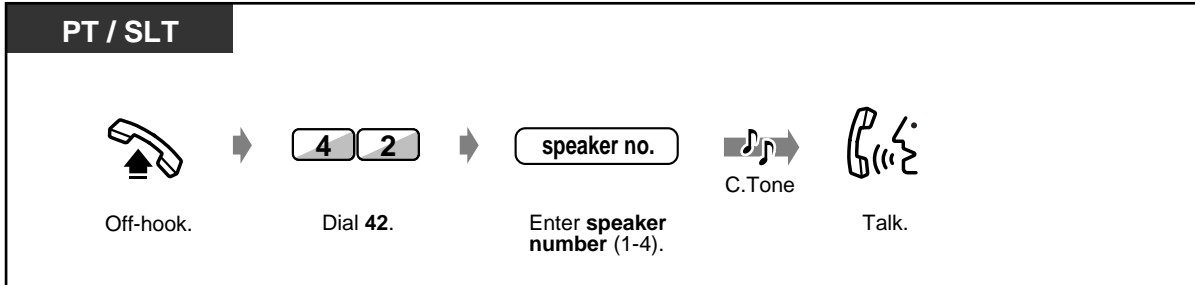 PT / SLT
4 2
speaker no.
C.Tone
Off-hook.
Dial 42.
Enter speaker
number (1-4).
Talk.